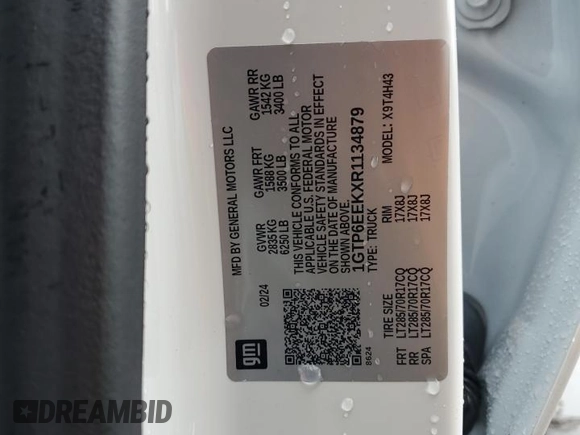 MFD BY GENERAL MOTORS LLC
02/24
GVWR
2835 KG
6250 LB
GAWR FRT
1588 KG
3500 LB
GAWR RR
1542 KG
3400 LB
THIS VEHICLE CONFORMS TO ALL
APPLICABLE U.S. FEDERAL MOTOR
VEHICLE SAFETY STANDARDS IN EFFECT
ON THE DATE OF MANUFACTURE
SHOWN ABOVE.
1GTP6EEKXR1134879
TYPE: TRUCK
MODEL: X9T4H43
gm
8624
TIRE SIZE
RIM
FRT LT285/70R17CQ 17X8J
RR LT285/70R17CQ 17X8J
SPA LT285/70R17CQ 17X8J
DREAMBID